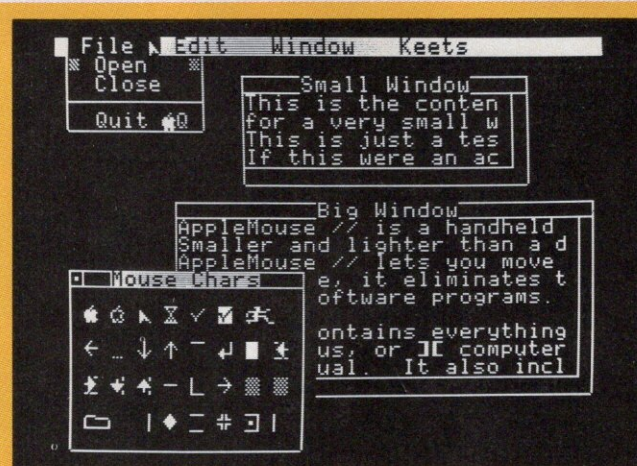 File Edit Window Keets
Open
Close
Quit Q
Small Window
This is the conten
for a very small w
This is just a tes
If this were an ac
Big Window
AppleMouse // is a handheld
Smaller and lighter than a d
AppleMouse // lets you move
e, it eliminates t
oftware programs.
ontains everything
us, or ][ computer
ual. It also incl
Mouse Chars